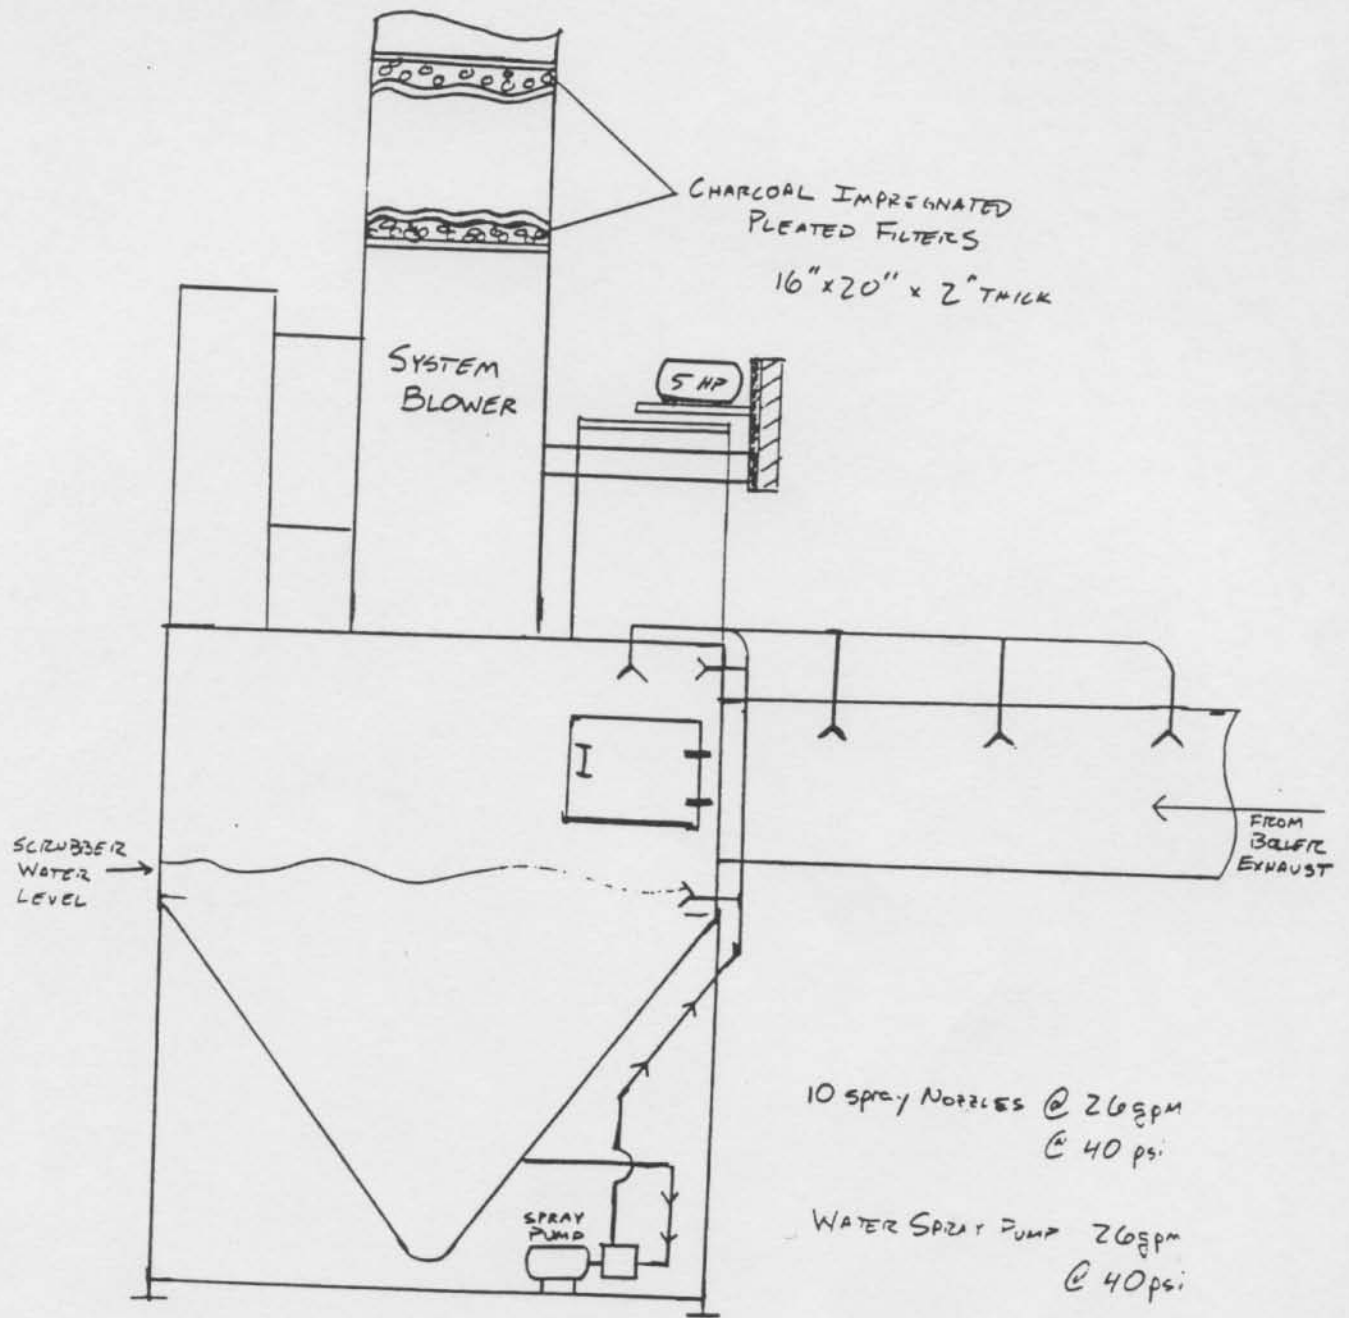 CHARCOAL IMPREGNATED
PLEATED FILTERS
16" x 20" x 2" THICK
SYSTEM
BLOWER
5 HP
SCRUBBER
WATER
LEVEL
FROM
BOILER
EXHAUST
10 spray NOZZLES @ 26gpm
@ 40 psi
SPRAY
PUMP
WATER SPRAY PUMP 26gpm
@ 40psi